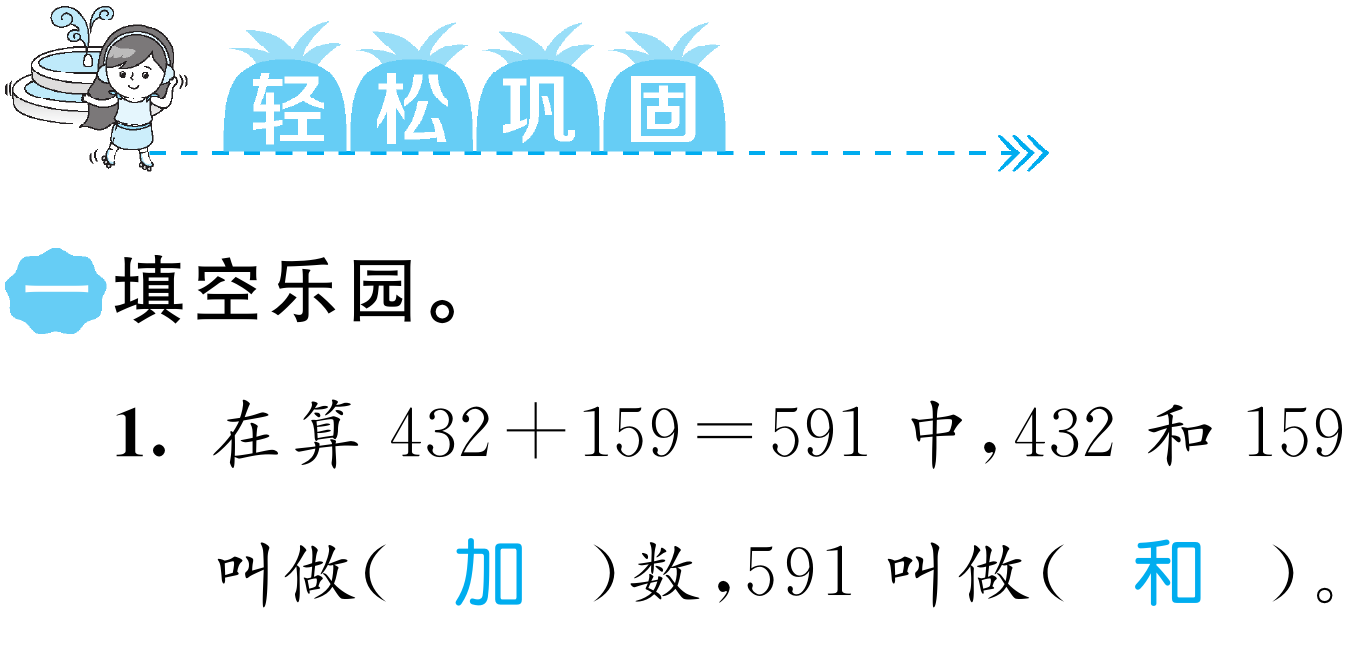 轻松巩固
一 填空乐园。
1. 在算 432+159=591 中,432 和 159
叫做( 加 )数,591 叫做( 和 )。